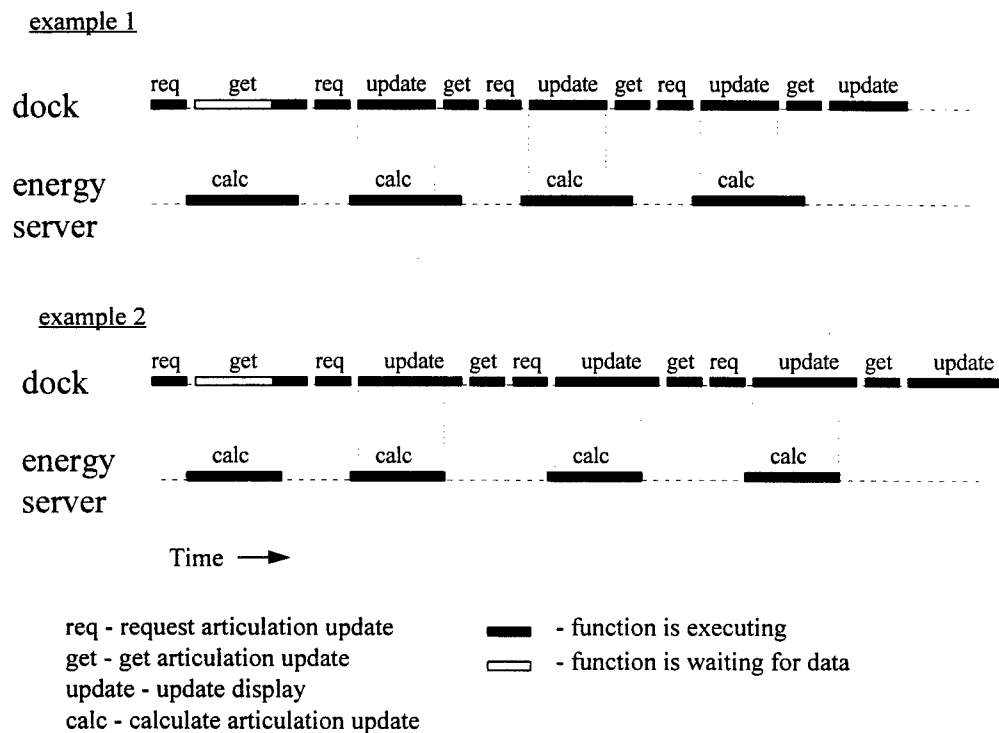 example 1
req get req update get req update get req update get update
dock
calc calc calc calc
energy
server
example 2
req get req update get req update get req update get update
dock
calc calc calc calc
energy
server
Time
req - request articulation update
- function is executing
get - get articulation update
- function is waiting for data
update - update display
calc - calculate articulation update